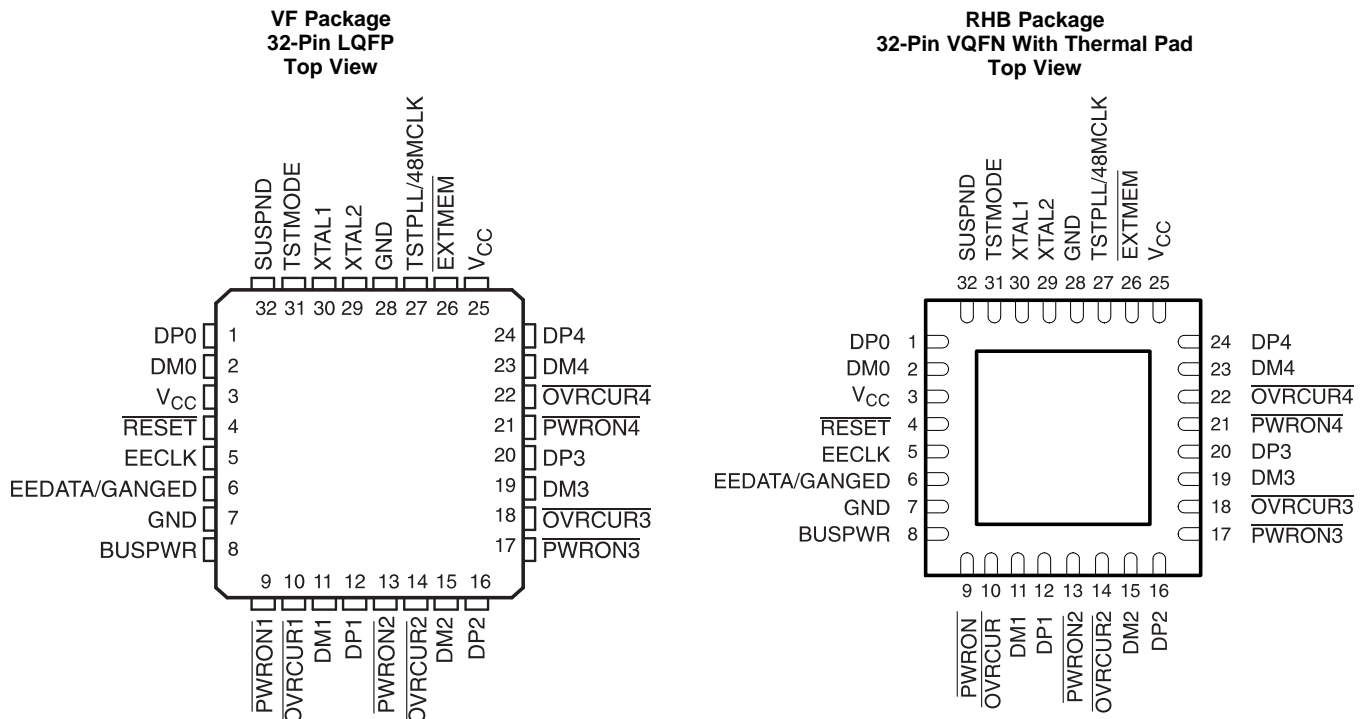 VF Package
32-Pin LQFP
Top View
SUSPND
TSTMODE
XTAL1
XTAL2
GND
TSTPLL/48MCLK
EXTMEM
VCC
32 31 30 29 28 27 26 25
DP0 1
DM0 2
VCC 3
RESET 4
EECLK 5
EEDATA/GANGED 6
GND 7
BUSPWR 8
24 DP4
23 DM4
22 OVRCUR4
21 PWRON4
20 DP3
19 DM3
18 OVRCUR3
17 PWRON3
9 10 11 12 13 14 15 16
PWRON1
OVRCUR1
DM1
DP1
PWRON2
OVRCUR2
DM2
DP2
RHB Package
32-Pin VQFN With Thermal Pad
Top View
SUSPND
TSTMODE
XTAL1
XTAL2
GND
TSTPLL/48MCLK
EXTMEM
VCC
32 31 30 29 28 27 26 25
DP0 1
DM0 2
VCC 3
RESET 4
EECLK 5
EEDATA/GANGED 6
GND 7
BUSPWR 8
24 DP4
23 DM4
22 OVRCUR4
21 PWRON4
20 DP3
19 DM3
18 OVRCUR3
17 PWRON3
9 10 11 12 13 14 15 16
PWRON
OVRCUR
DM1
DP1
PWRON2
OVRCUR2
DM2
DP2